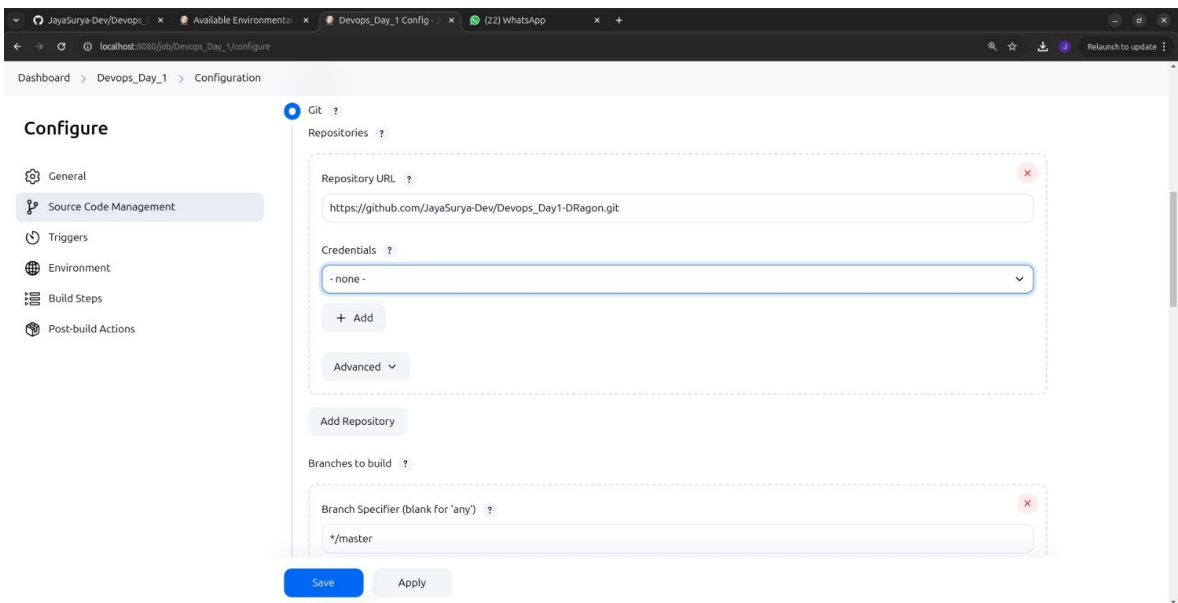 JayaSurya-Dev/Devops_
Available Environmental
Devops_Day_1 Config -
(22) WhatsApp
localhost:8080/job/Devops_Day_1/configure
J
Relaunch to update
Dashboard > Devops_Day_1 > Configuration
Configure
General
Source Code Management
Triggers
Environment
Build Steps
Post-build Actions
Git ?
Repositories ?
Repository URL ?
https://github.com/JayaSurya-Dev/Devops_Day1-DRagon.git
Credentials ?
- none -
+ Add
Advanced
Add Repository
Branches to build ?
Branch Specifier (blank for 'any') ?
*/master
Save
Apply